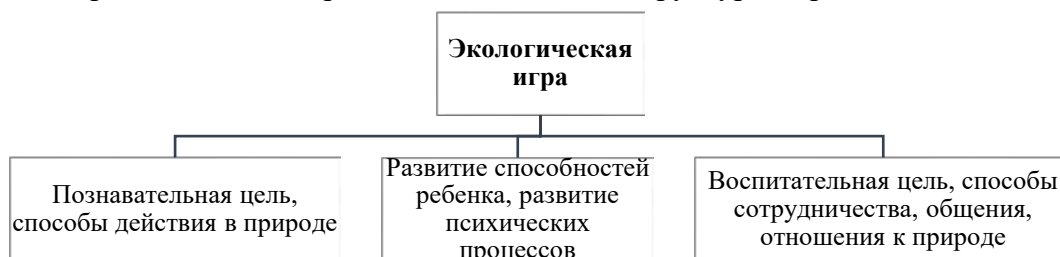 Экологическая
игра
Познавательная цель,
способы действия в природе
Развитие способностей
ребенка, развитие
психических
процессов
Воспитательная цель, способы
сотрудничества, общения,
отношения к природе